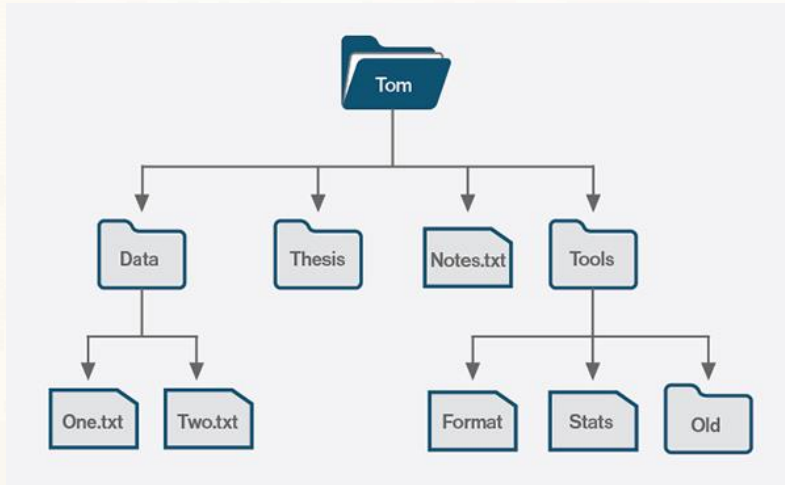 Tom
Data
Thesis
Notes.txt
Tools
One.txt
Two.txt
Format
Stats
Old